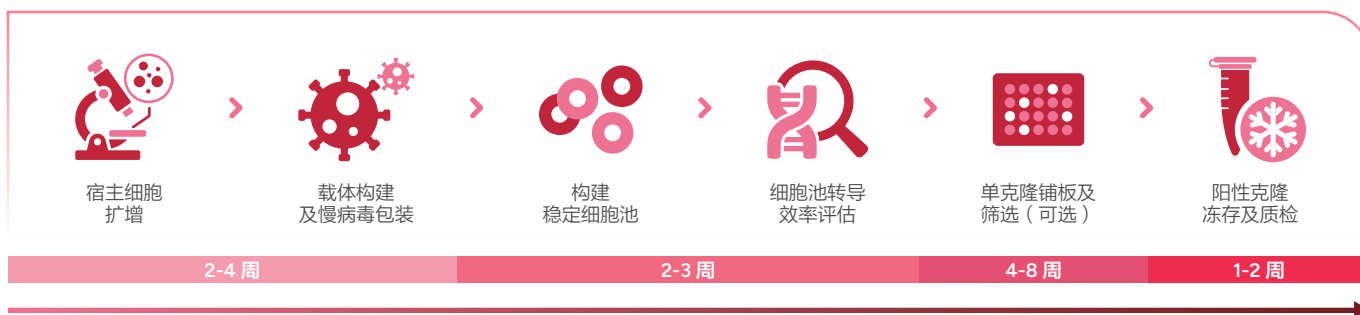 宿主细胞
扩增
载体构建
及慢病毒包装
构建
稳定细胞池
细胞池转导
效率评估
单克隆铺板及
筛选（可选）
阳性克隆
冻存及质检
2-4 周
2-3 周
4-8 周
1-2 周